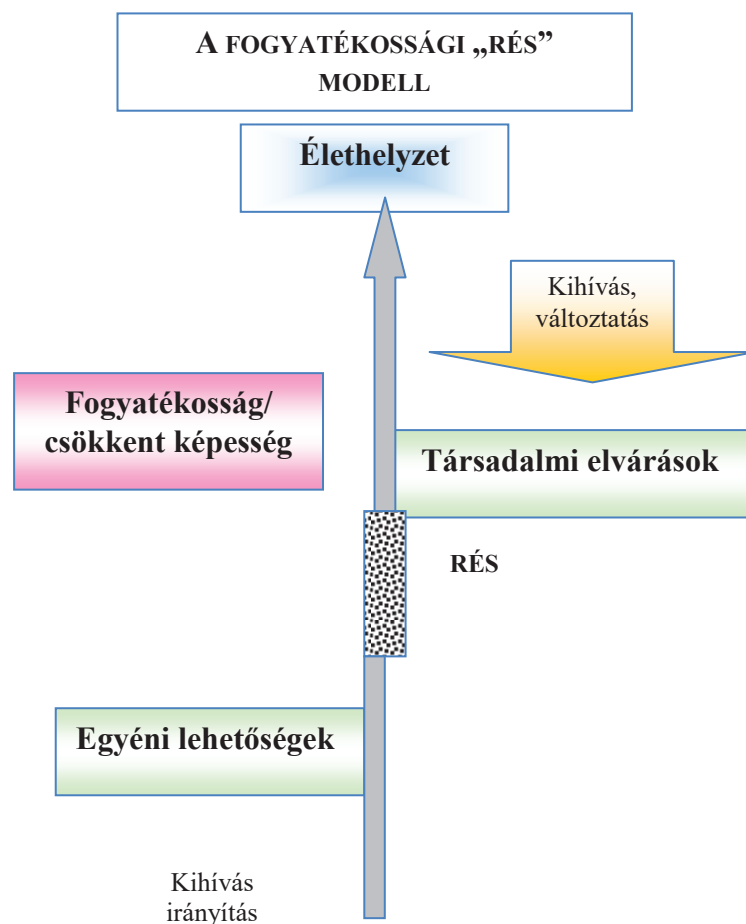 A FOGYATÉKOSSÁGI „RÉS”
MODELL
Élethelyzet
Kihívás,
változtatás
Fogyatékosság/
csökkent képesség
Társadalmi elvárások
RÉS
Egyéni lehetőségek
Kihívás
irányítás